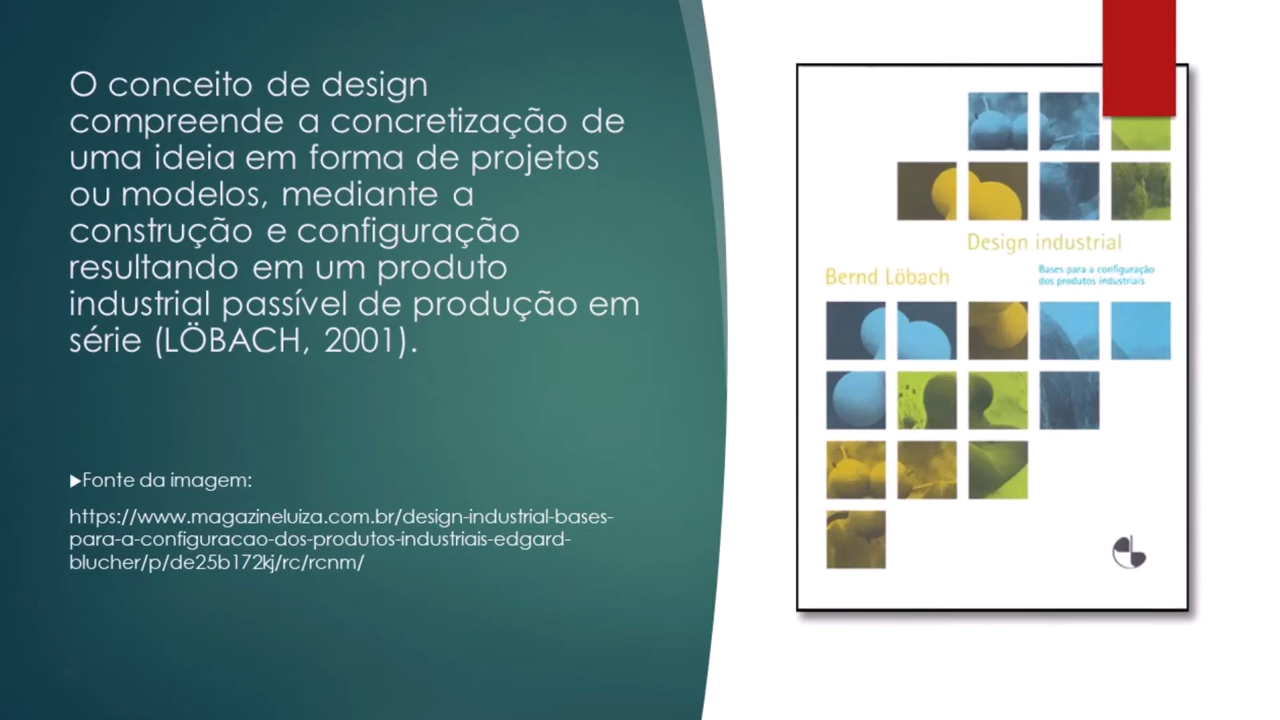 O conceito de design
compreende a concretização de
uma ideia em forma de projetos
ou modelos, mediante a
construção e configuração
resultando em um produto
industrial passível de produção em
série (LÖBACH, 2001).
▶Fonte da imagem:
https://www.magazineluiza.com.br/design-industrial-bases-
para-a-configuracao-dos-produtos-industriais-edgard-
blucher/p/de25b172kj/rc/rcnm/
Design industrial
Bernd Löbach
Bases para a configuração
dos produtos industriais